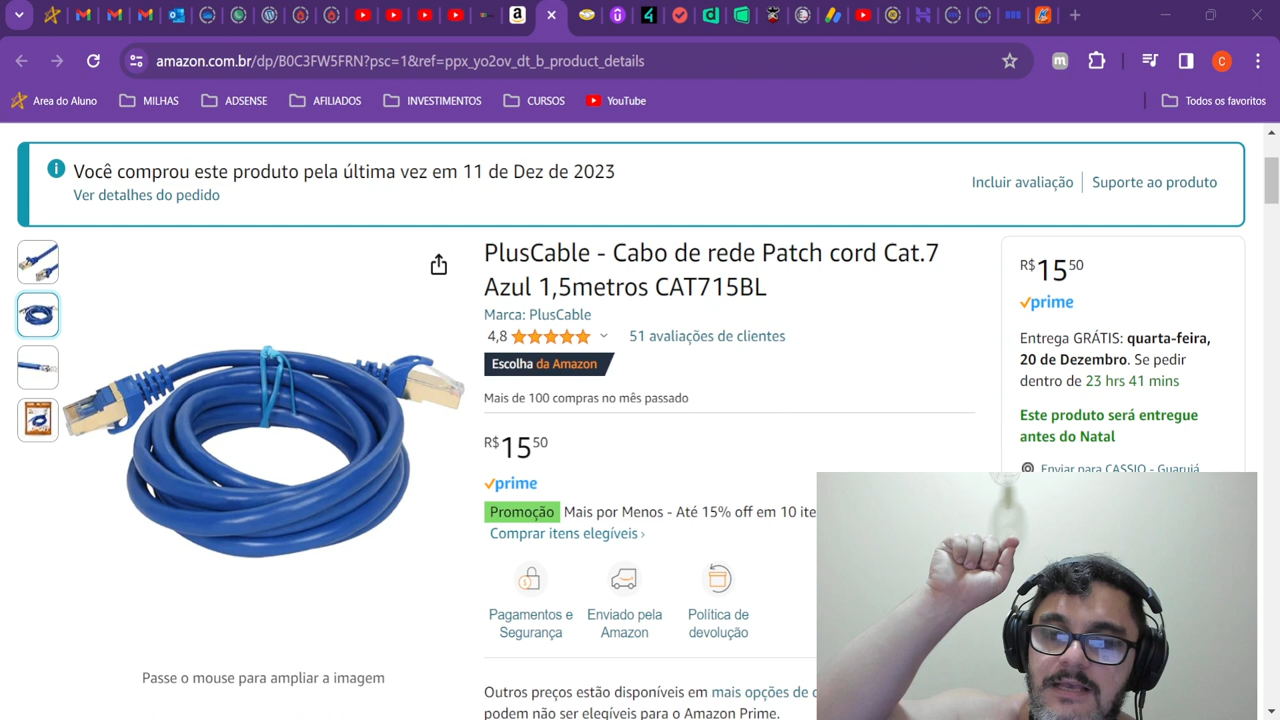 amazon.com.br/dp/B0C3FW5FRN?psc=1&ref=ppx_yo2ov_dt_b_product_details
C
Area do Aluno
MILHAS
ADSENSE
AFILIADOS
INVESTIMENTOS
CURSOS
YouTube
Todos os favoritos
Você comprou este produto pela última vez em 11 de Dez de 2023
Ver detalhes do pedido
Incluir avaliação
Suporte ao produto
PlusCable - Cabo de rede Patch cord Cat.7
Azul 1,5metros CAT715BL
Marca: PlusCable
4,8
51 avaliações de clientes
Escolha da Amazon
Mais de 100 compras no mês passado
R$15 50
prime
Promoção Mais por Menos - Até 15% off em 10 ite
Comprar itens elegíveis ›
Pagamentos e
Segurança
Enviado pela
Amazon
Política de
devolução
Outros preços estão disponíveis em mais opções de
podem não ser elegíveis para o Amazon Prime.
Passe o mouse para ampliar a imagem
R$15 50
prime
Entrega GRÁTIS: quarta-feira,
20 de Dezembro. Se pedir
dentro de 23 hrs 41 mins
Este produto será entregue
antes do Natal
Enviar para CASSIO - Guarujá